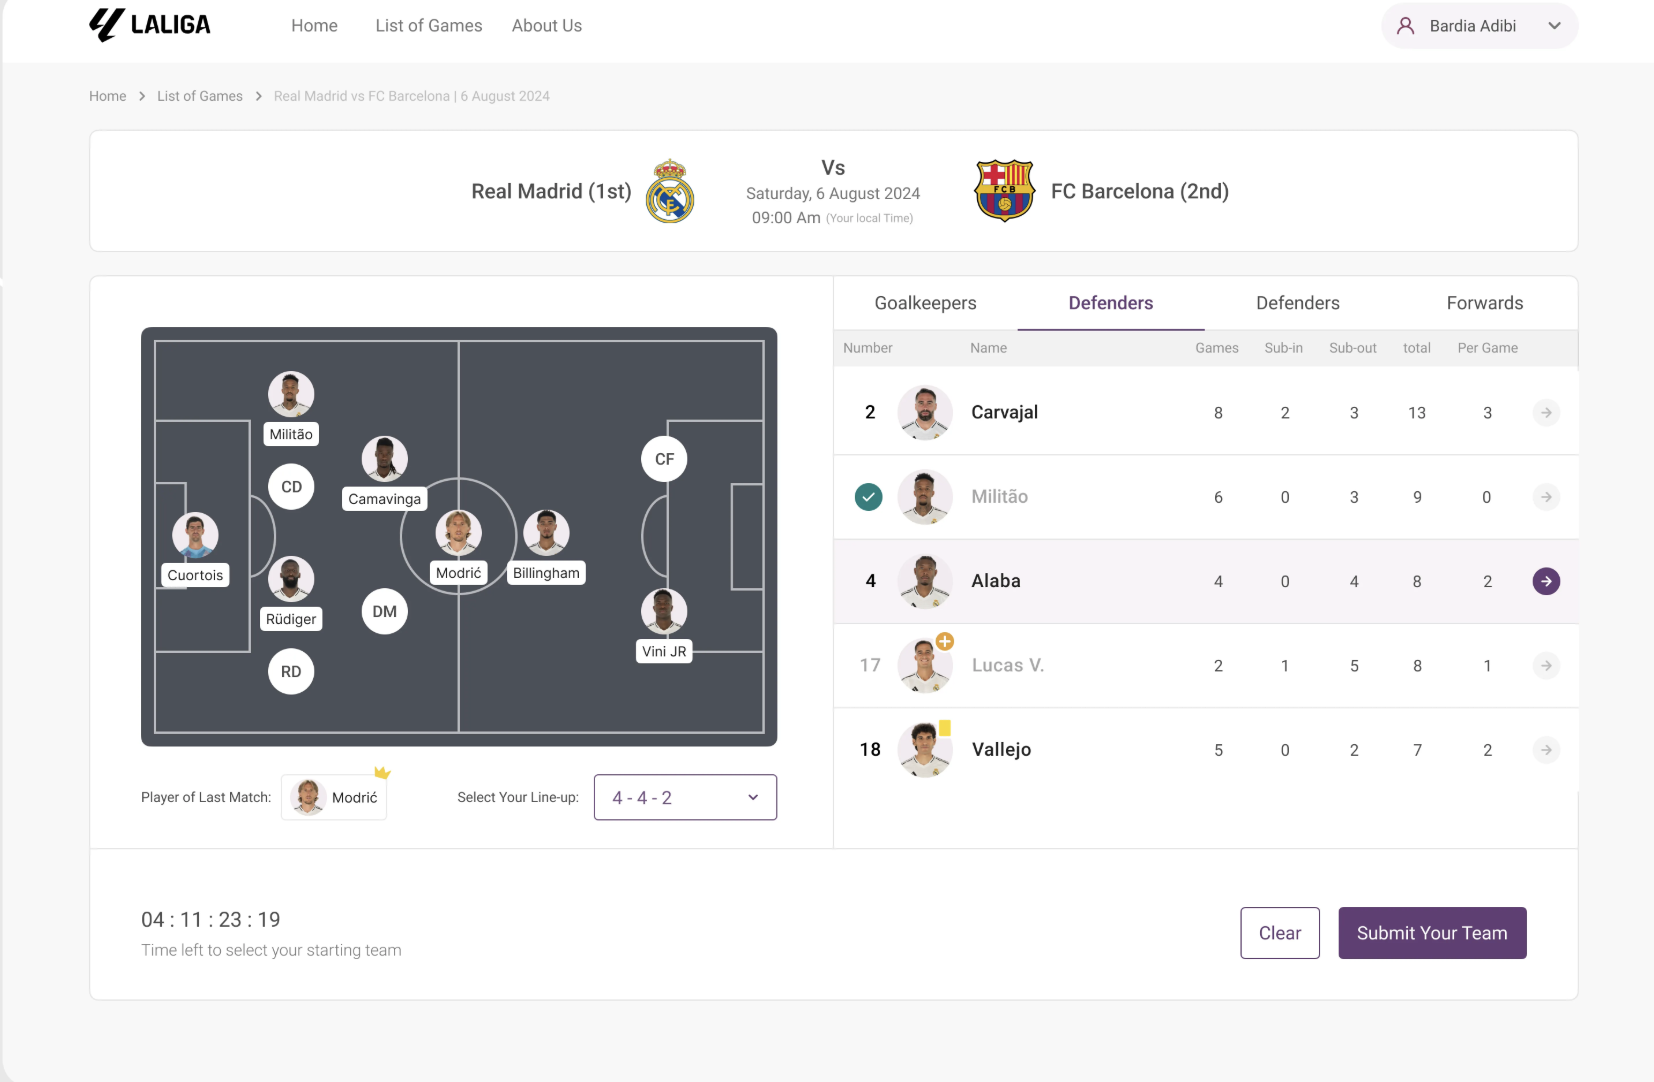 LALIGA
Home
List of Games
About Us
Bardia Adibi
Home > List of Games > Real Madrid vs FC Barcelona | 6 August 2024
Real Madrid (1st)
Vs
Saturday, 6 August 2024
09:00 Am (Your local Time)
FCB
FC Barcelona (2nd)
Militão
CD
Camavinga
CF
Cuortois
Modrić
Billingham
Rüdiger
DM
Vini JR
RD
Player of Last Match:
Modrić
Select Your Line-up:
4 - 4 - 2
Goalkeepers
Defenders
Defenders
Forwards
Number Name Games Sub-in Sub-out total Per Game
2 Carvajal 8 2 3 13 3
Militão 6 0 3 9 0
4 Alaba 4 0 4 8 2
17 Lucas V. 2 1 5 8 1
18 Vallejo 5 0 2 7 2
04 : 11 : 23 : 19
Time left to select your starting team
Clear
Submit Your Team